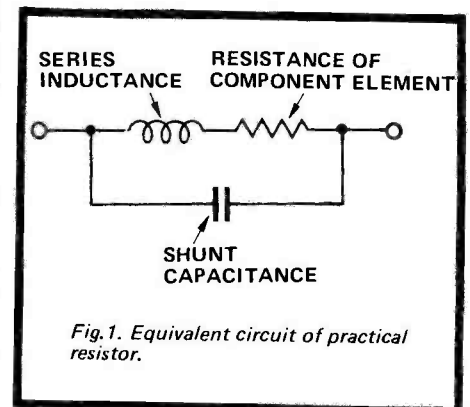 SERIES
INDUCTANCE
RESISTANCE OF
COMPONENT ELEMENT
SHUNT
CAPACITANCE
Fig.1. Equivalent circuit of practical
resistor.